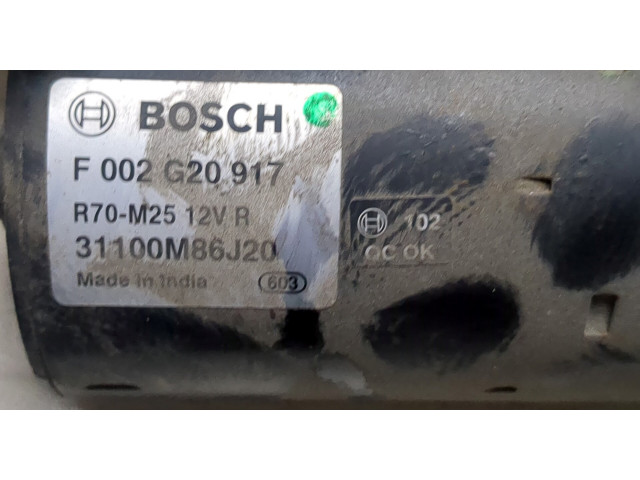 BOSCH
F 002 G20 917
R70-M25 12V R
31100M86J20
Made in India 603
102
QC OK